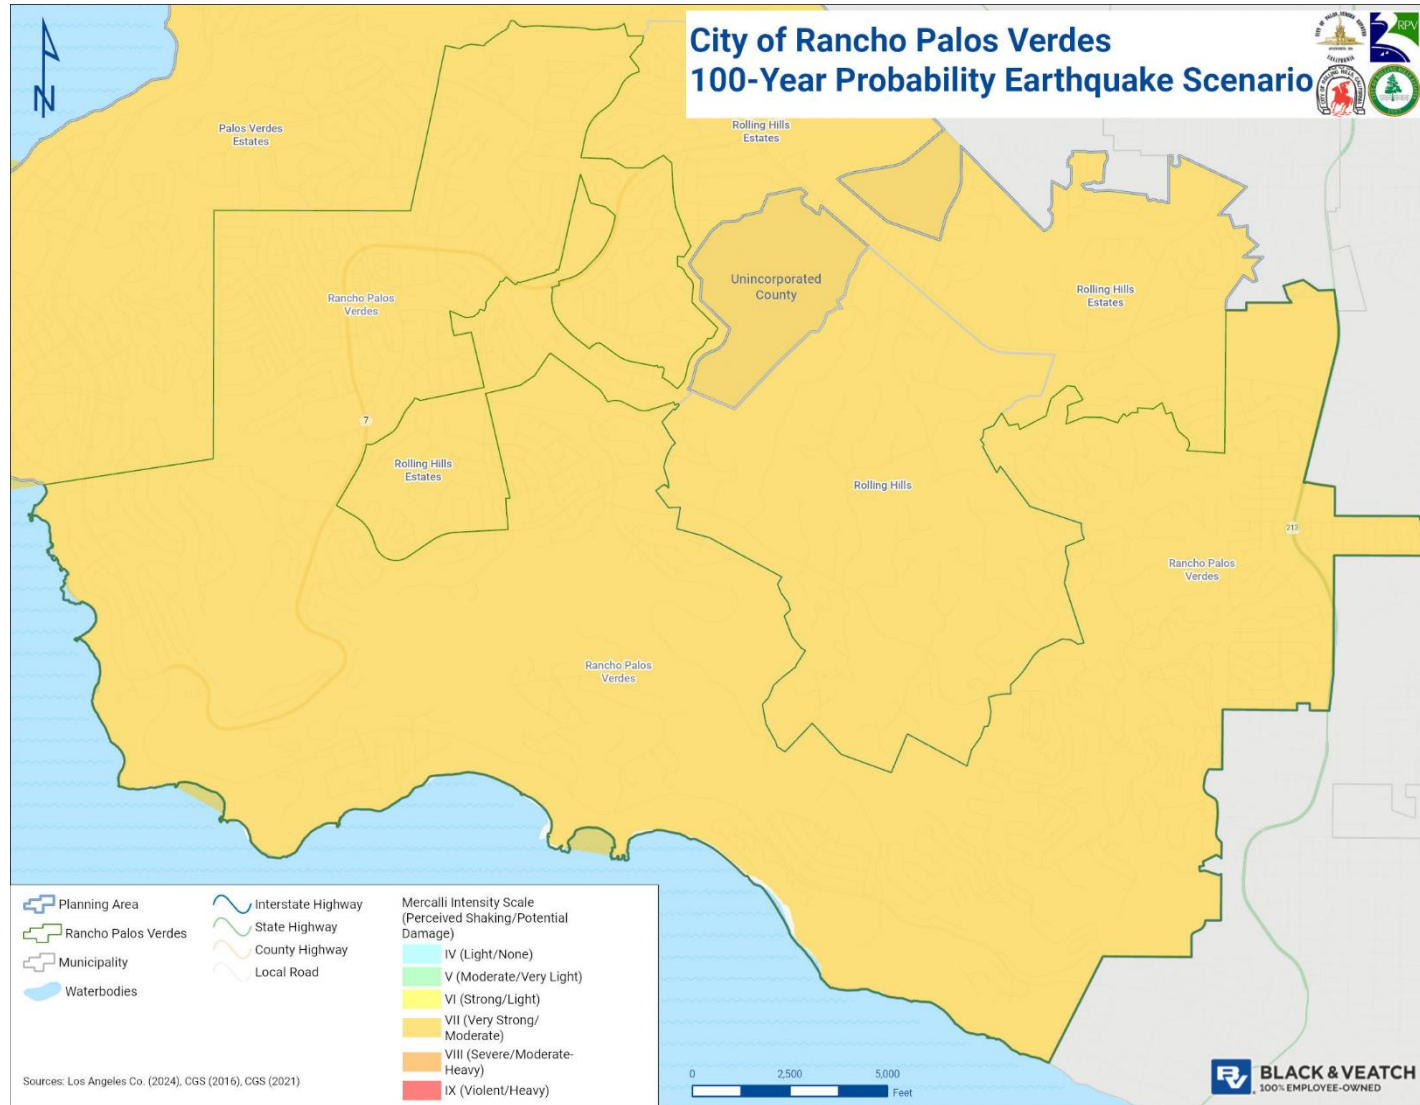 City of Rancho Palos Verdes
100-Year Probability Earthquake Scenario
RPV
CALIFORNIA
N
Palos Verdes
Estates
Rolling Hills
Estates
Unincorporated
County
Rancho Palos
Verdes
Rolling Hills
Estates
7
Rolling Hills
Estates
Rolling Hills
213
Rancho Palos
Verdes
Rancho Palos
Verdes
Planning Area
Rancho Palos Verdes
Municipality
Waterbodies
Interstate Highway
State Highway
County Highway
Local Road
Mercalli Intensity Scale
(Perceived Shaking/Potential
Damage)
IV (Light/None)
V (Moderate/Very Light)
VI (Strong/Light)
VII (Very Strong/
Moderate)
VIII (Severe/Moderate-
Heavy)
IX (Violent/Heavy)
Sources: Los Angeles Co. (2024), CGS (2016), CGS (2021)
0 2,500 5,000
Feet
BLACK & VEATCH
100% EMPLOYEE-OWNED